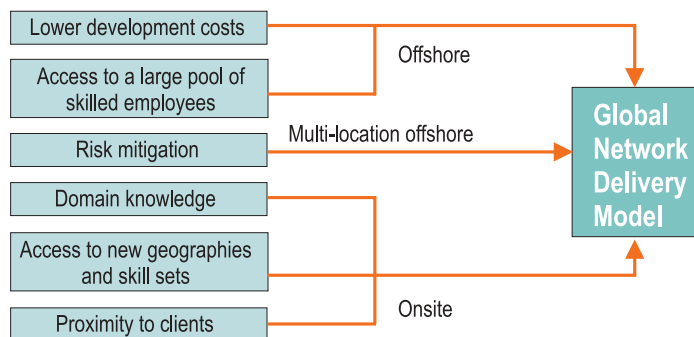 Lower development costs
Offshore
Access to a large pool of
skilled employees
Global
Network
Delivery
Model
Multi-location offshore
Risk mitigation
Domain knowledge
Access to new geographies
and skill sets
Onsite
Proximity to clients